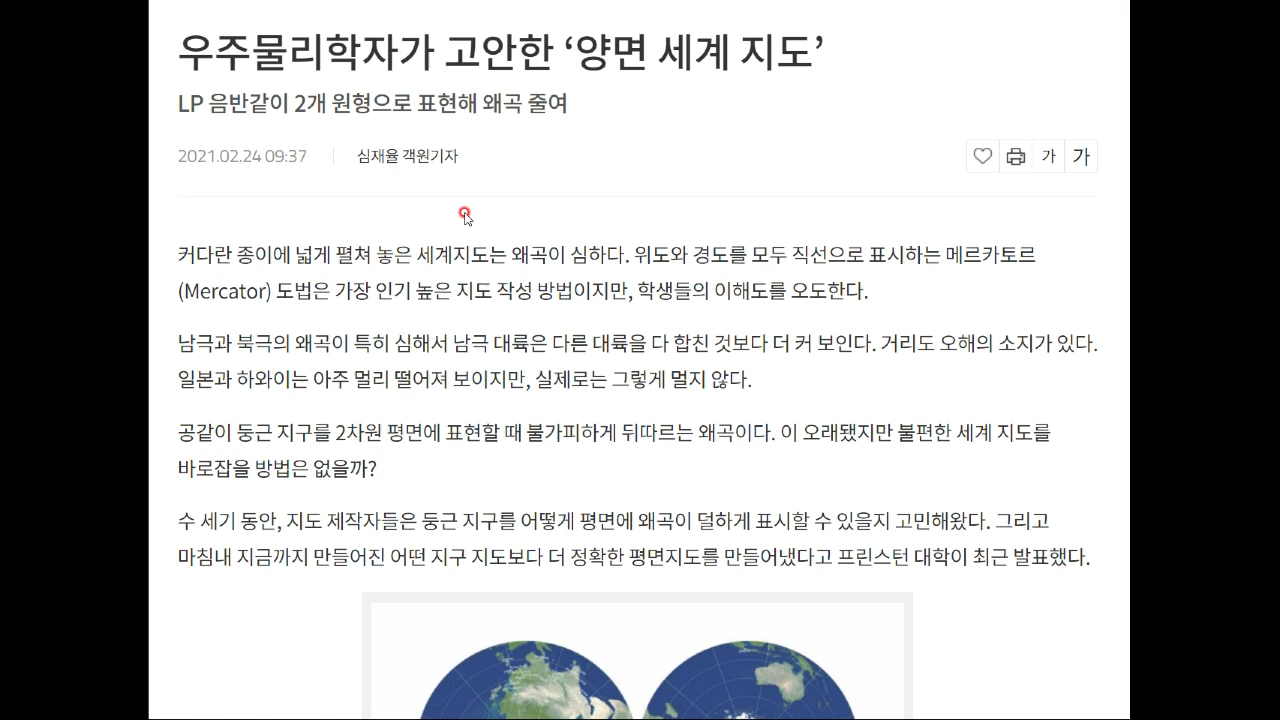 우주물리학자가 고안한 ‘양면 세계 지도’
LP 음반같이 2개 원형으로 표현해 왜곡 줄여
2021.02.24 09:37 심재율 객원기자 가 가
커다란 종이에 넓게 펼쳐 놓은 세계지도는 왜곡이 심하다. 위도와 경도를 모두 직선으로 표시하는 메르카토르
(Mercator) 도법은 가장 인기 높은 지도 작성 방법이지만, 학생들의 이해도를 오도한다.
남극과 북극의 왜곡이 특히 심해서 남극 대륙은 다른 대륙을 다 합친 것보다 더 커 보인다. 거리도 오해의 소지가 있다.
일본과 하와이는 아주 멀리 떨어져 보이지만, 실제로는 그렇게 멀지 않다.
공같이 둥근 지구를 2차원 평면에 표현할 때 불가피하게 뒤따르는 왜곡이다. 이 오래됐지만 불편한 세계 지도를
바로잡을 방법은 없을까?
수 세기 동안, 지도 제작자들은 둥근 지구를 어떻게 평면에 왜곡이 덜하게 표시할 수 있을지 고민해왔다. 그리고
마침내 지금까지 만들어진 어떤 지구 지도보다 더 정확한 평면지도를 만들어냈다고 프린스턴 대학이 최근 발표했다.